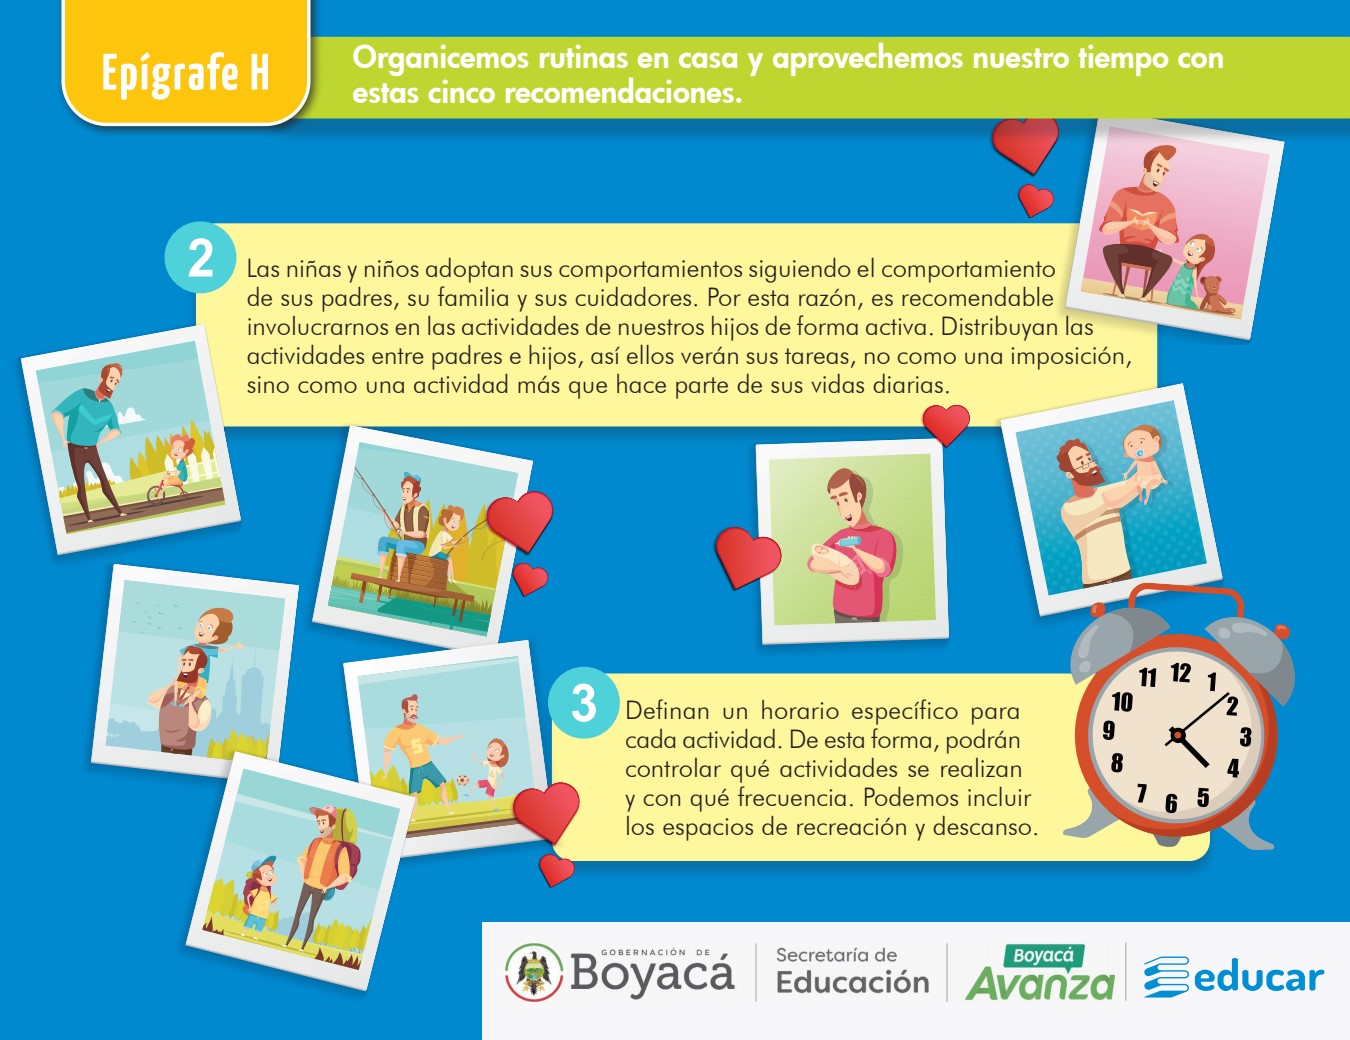 Epígrafe H
Organicemos rutinas en casa y aprovechemos nuestro tiempo con
estas cinco recomendaciones.
2
Las niñas y niños adoptan sus comportamientos siguiendo el comportamiento
de sus padres, su familia y sus cuidadores. Por esta razón, es recomendable
involucrarnos en las actividades de nuestros hijos de forma activa. Distribuyan las
actividades entre padres e hijos, así ellos verán sus tareas, no como una imposición,
sino como una actividad más que hace parte de sus vidas diarias.
3
Definan un horario específico para
cada actividad. De esta forma, podrán
controlar qué actividades se realizan
y con qué frecuencia. Podemos incluir
los espacios de recreación y descanso.
12
1
2
3
4
5
6
7
8
9
10
11
S
GOBERNACIÓN DE
Boyacá
Secretaría de
Educación
Boyacá
Avanza
educar